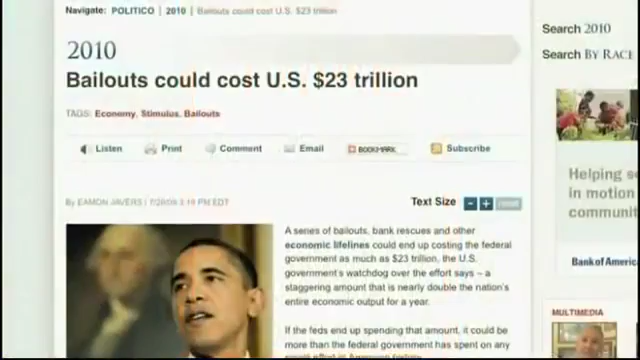 Navigate: POLITICO | 2010 | Bailouts could cost U.S. $23 trillion
2010
Bailouts could cost U.S. $23 trillion
TAGS: Economy, Stimulus, Bailouts
Listen Print Comment Email BOOKMARK Subscribe
By EAMON JAVERS | 7/20/09 3:10 PM EDT
Text Size - + reset
A series of bailouts, bank rescues and other
economic lifelines could end up costing the federal
government as much as $23 trillion, the U.S.
government's watchdog over the effort says – a
staggering amount that is nearly double the nation's
entire economic output for a year.
If the feds end up spending that amount, it could be
more than the federal government has spent on any
Search 2010
Search BY RACE
Helping
in motion
communit
Bank of Americ
MULTIMEDIA